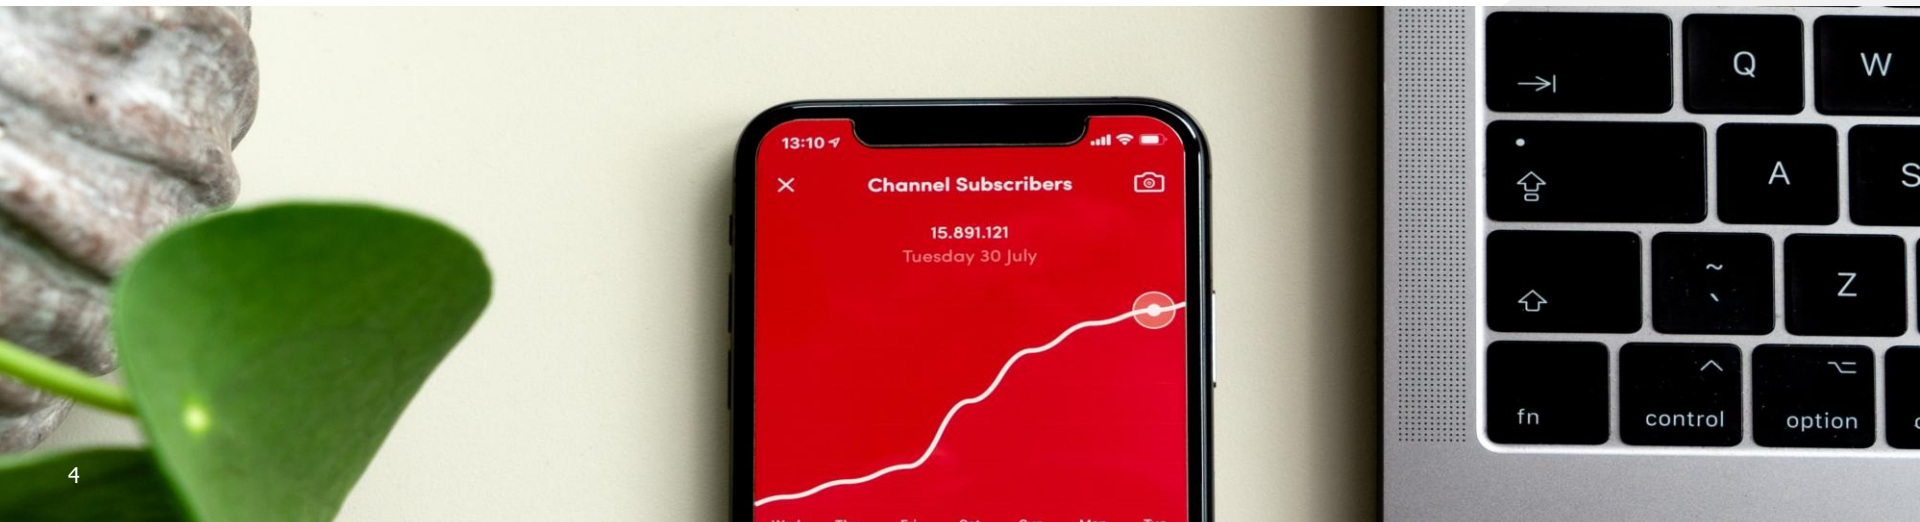 13:10
Channel Subscribers
15.891.121
Tuesday 30 July
Q W
A S
~
`
Z
fn control option
4